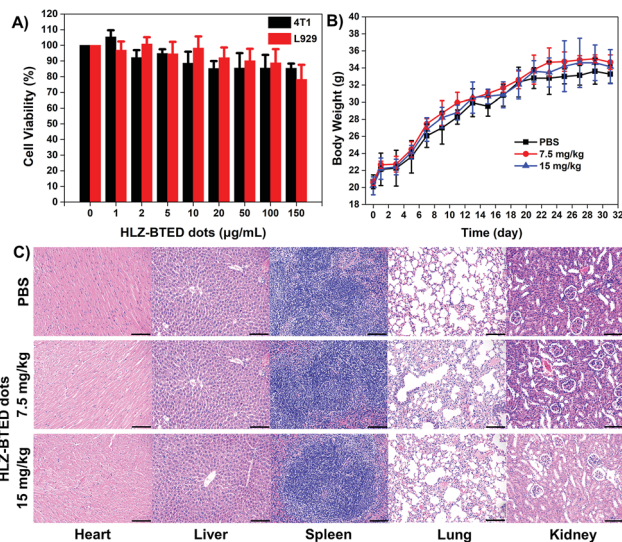 A)
4T1
L929
120
110
100
90
80
70
60
50
40
30
20
10
0
Cell Viability (%)
0 1 2 5 10 20 50 100 150
HLZ-BTED dots (μg/mL)
B)
36
34
32
30
28
26
24
22
20
18
Body Weight (g)
PBS
7.5 mg/kg
15 mg/kg
0 2 4 6 8 10 12 14 16 18 20 22 24 26 28 30 32
Time (day)
C)
PBS
7.5 mg/kg
15 mg/kg
HLZ-BTED dots
Heart Liver Spleen Lung Kidney